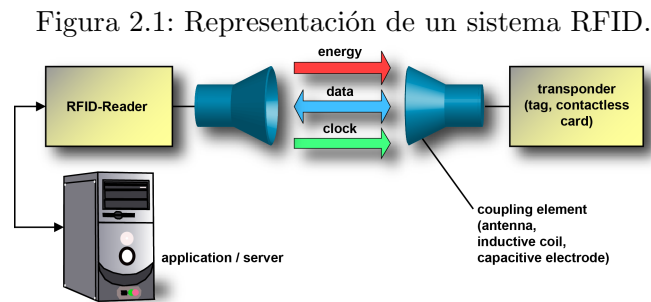 Figura 2.1: Representación de un sistema RFID.
energy
RFID-Reader
data
clock
transponder
(tag, contactless
card)
coupling element
(antenna,
inductive coil,
capacitive electrode)
application / server